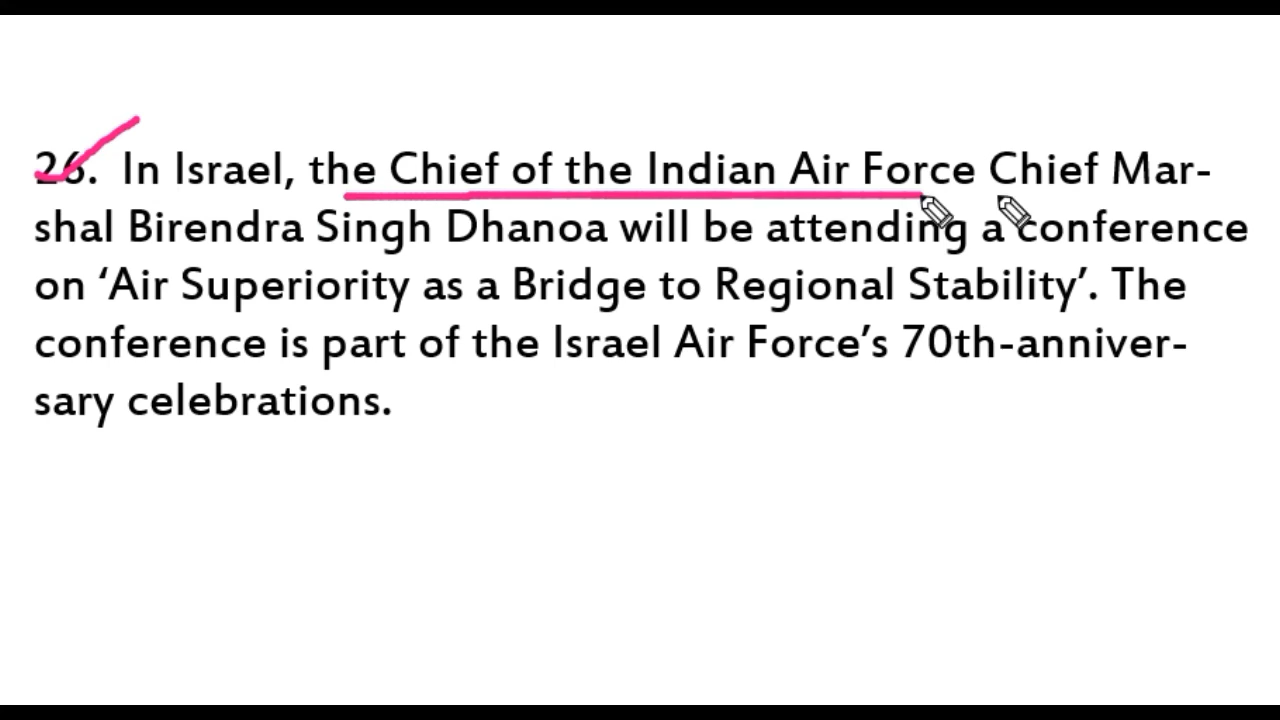 26. In Israel, the Chief of the Indian Air Force Chief Mar-
shal Birendra Singh Dhanoa will be attending a conference
on ‘Air Superiority as a Bridge to Regional Stability’. The
conference is part of the Israel Air Force’s 70th-anniver-
sary celebrations.